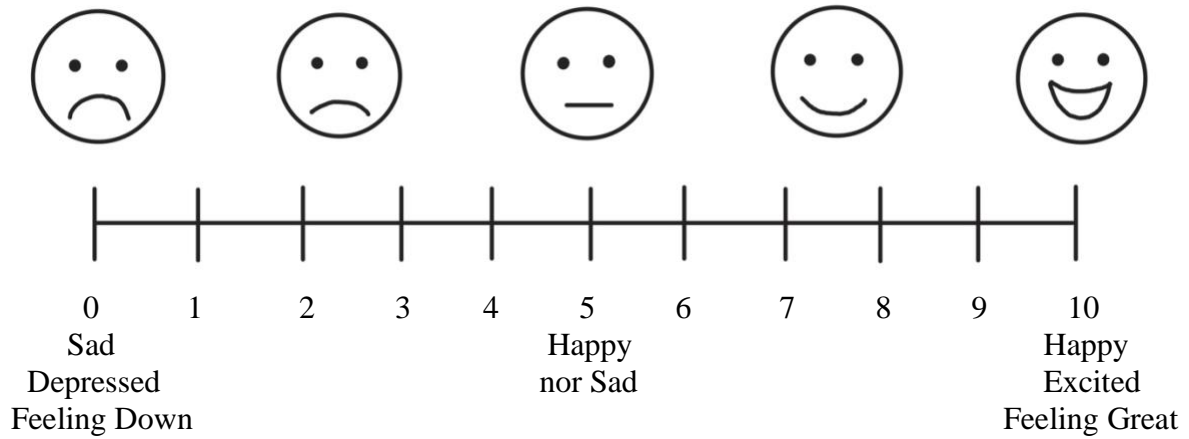 0 1 2 3 4 5 6 7 8 9 10
Sad Happy Happy
Depressed nor Sad Excited
Feeling Down Feeling Great